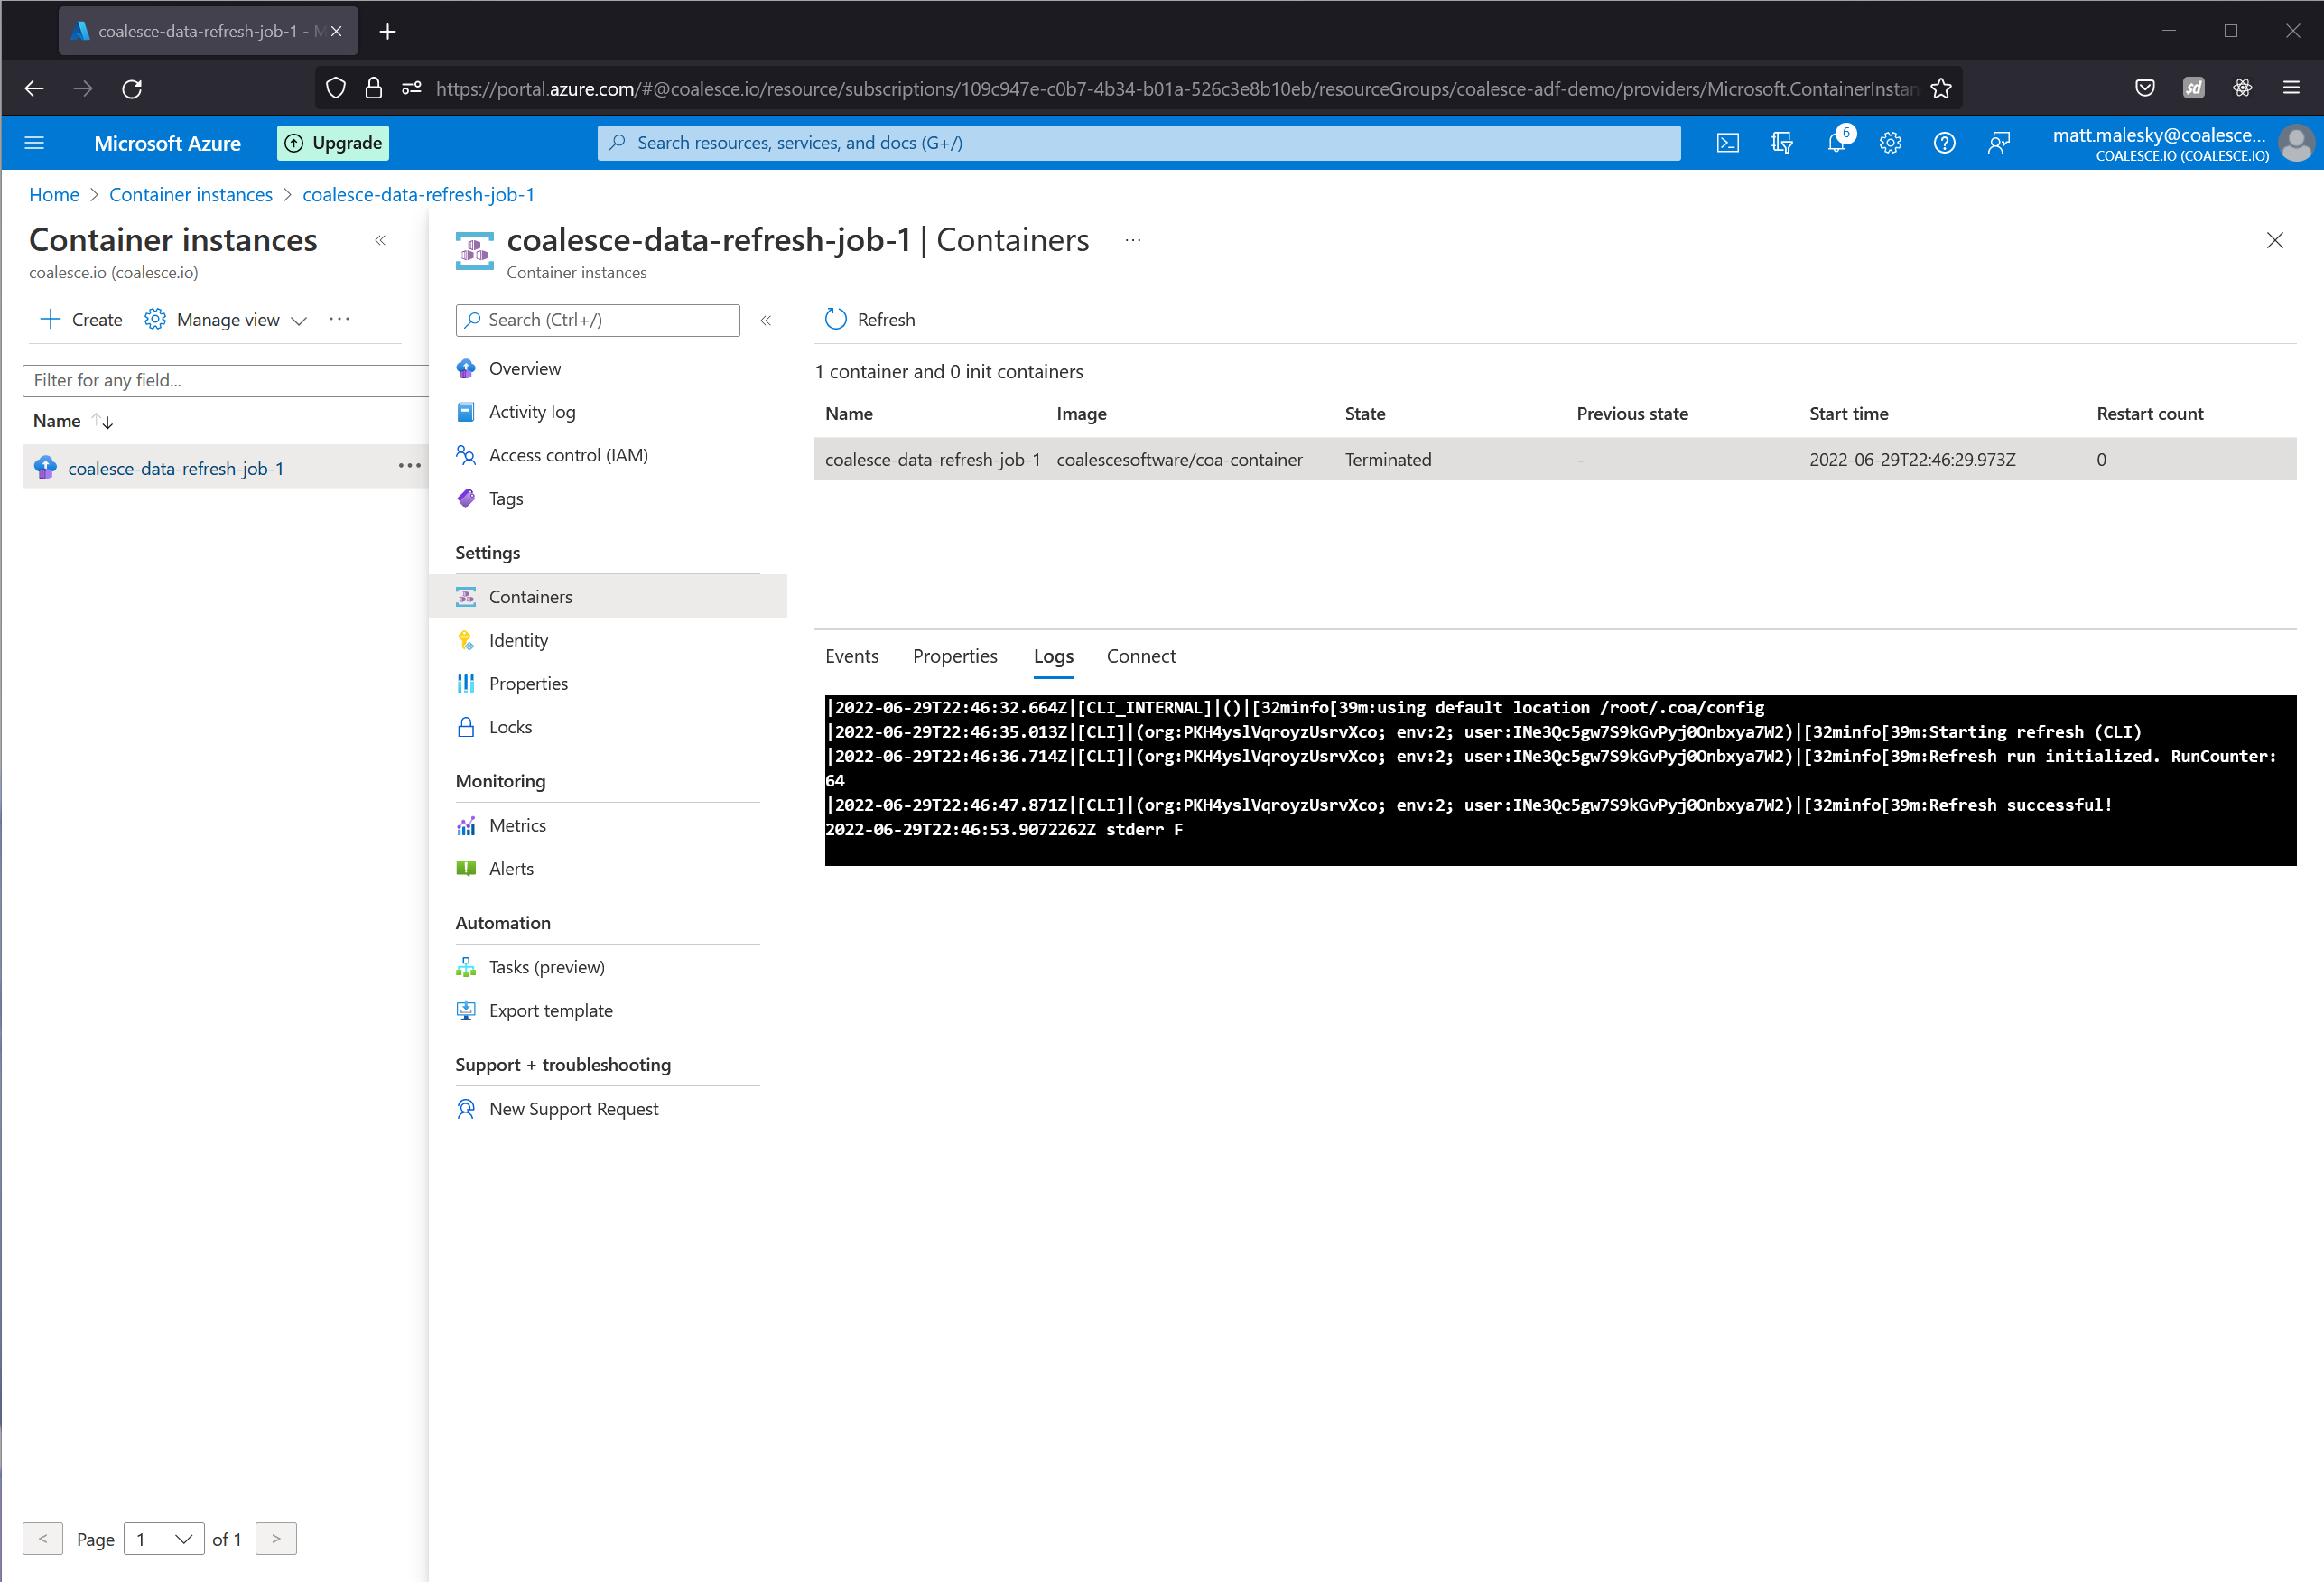 coalesce-data-refresh-job-1 - M
https://portal.azure.com/#@coalesce.io/resource/subscriptions/109c947e-c0b7-4b34-b01a-526c3e8b10eb/resourceGroups/coalesce-adf-demo/providers/Microsoft.ContainerInstan
sd
Microsoft Azure
Upgrade
Search resources, services, and docs (G+/)
6
matt.malesky@coalesce...
COALESCE.IO (COALESCE.IO)
Home > Container instances > coalesce-data-refresh-job-1
Container instances
coalesce.io (coalesce.io)
Create
Manage view
Filter for any field...
Name
coalesce-data-refresh-job-1
< Page 1 of 1 >
coalesce-data-refresh-job-1 | Containers
Container instances
Search (Ctrl+/)
Overview
Activity log
Access control (IAM)
Tags
Settings
Containers
Identity
Properties
Locks
Monitoring
Metrics
Alerts
Automation
Tasks (preview)
Export template
Support + troubleshooting
New Support Request
Refresh
1 container and 0 init containers
Name Image State Previous state Start time Restart count
coalesce-data-refresh-job-1 coalescesoftware/coa-container Terminated - 2022-06-29T22:46:29.973Z 0
Events Properties Logs Connect
|2022-06-29T22:46:32.664Z|[CLI_INTERNAL]|()|[32minfo[39m:using default location /root/.coa/config
|2022-06-29T22:46:35.013Z|[CLI]|(org:PKH4yslVqroyzUsrvXco; env:2; user:INe3Qc5gw7S9kGvPyj0Onbxya7W2)|[32minfo[39m:Starting refresh (CLI)
|2022-06-29T22:46:36.714Z|[CLI]|(org:PKH4yslVqroyzUsrvXco; env:2; user:INe3Qc5gw7S9kGvPyj0Onbxya7W2)|[32minfo[39m:Refresh run initialized. RunCounter:
64
|2022-06-29T22:46:47.871Z|[CLI]|(org:PKH4yslVqroyzUsrvXco; env:2; user:INe3Qc5gw7S9kGvPyj0Onbxya7W2)|[32minfo[39m:Refresh successful!
2022-06-29T22:46:53.9072262Z stderr F